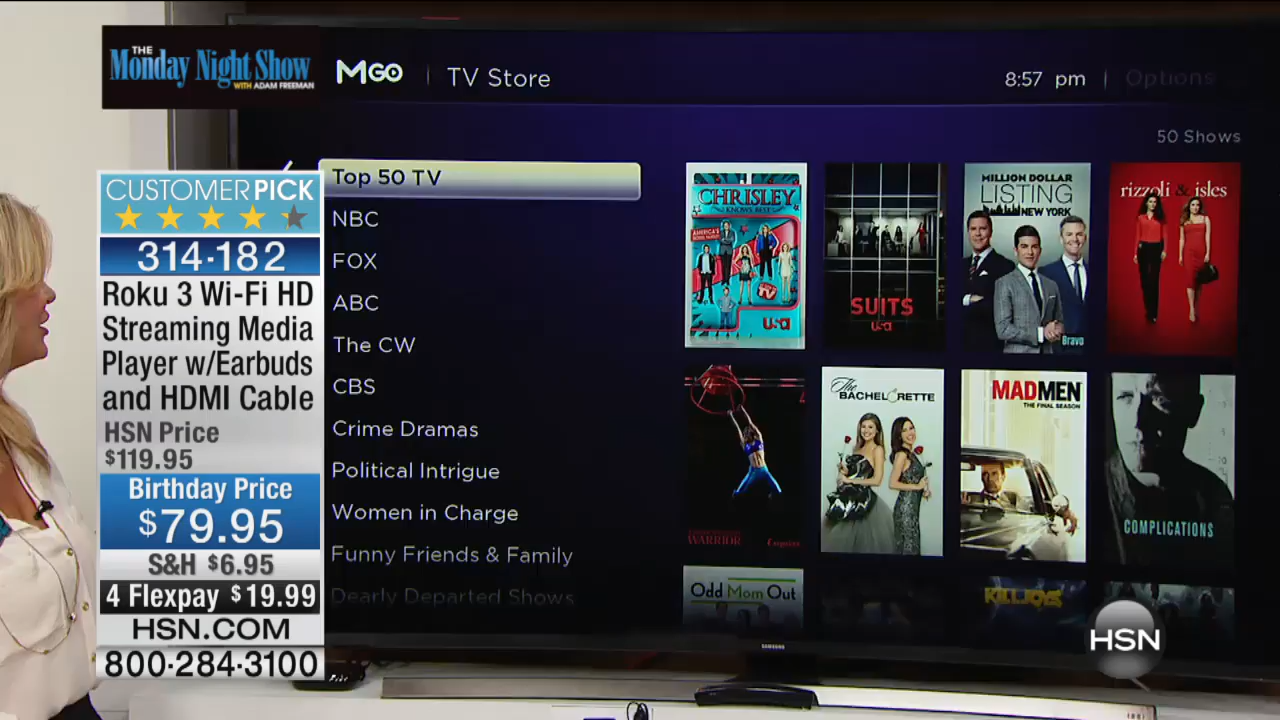 THE
Monday Night Show
WITH ADAM FREEMAN
CUSTOMER PICK
314-182
Roku 3 Wi-Fi HD
Streaming Media
Player w/Earbuds
and HDMI Cable
HSN Price
$119.95
Birthday Price
$79.95
S&H $6.95
4 Flexpay $19.99
HSN.COM
800-284-3100
MGO | TV Store
8:57 pm | Options
50 Shows
Top 50 TV
NBC
FOX
ABC
The CW
CBS
Crime Dramas
Political Intrigue
Women in Charge
Funny Friends & Family
Dearly Departed Shows
CHRISLEY
KNOWS BEST
usa
SUITS
usa
MILLION DOLLAR
LISTING
NEW YORK
Bravo
rizzoli & isles
WARRIOR
Esquire
The
BACHELORETTE
MADMEN
THE FINAL SEASON
COMPLICATIONS
Odd Mom Out
KILLJOYS
SAMSUNG
HSN